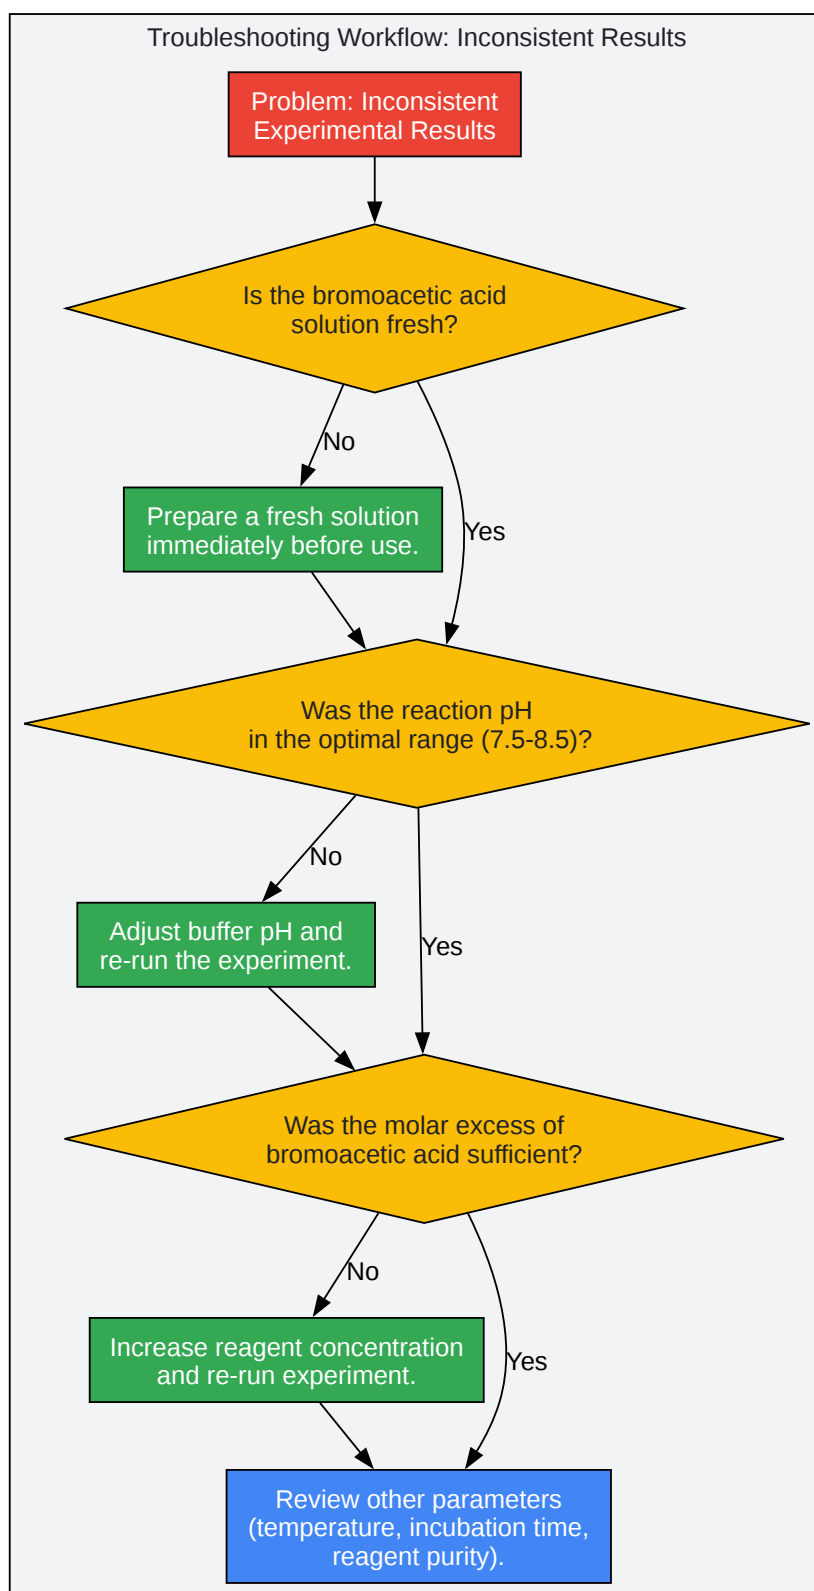 Troubleshooting Workflow: Inconsistent Results
Problem: Inconsistent
Experimental Results
Is the bromoacetic acid
solution fresh?
No
Prepare a fresh solution
immediately before use.
Yes
Was the reaction pH
in the optimal range (7.5-8.5)?
No
Adjust buffer pH and
re-run the experiment.
Yes
Was the molar excess of
bromoacetic acid sufficient?
No
Increase reagent concentration
and re-run experiment.
Yes
Review other parameters
(temperature, incubation time,
reagent purity).